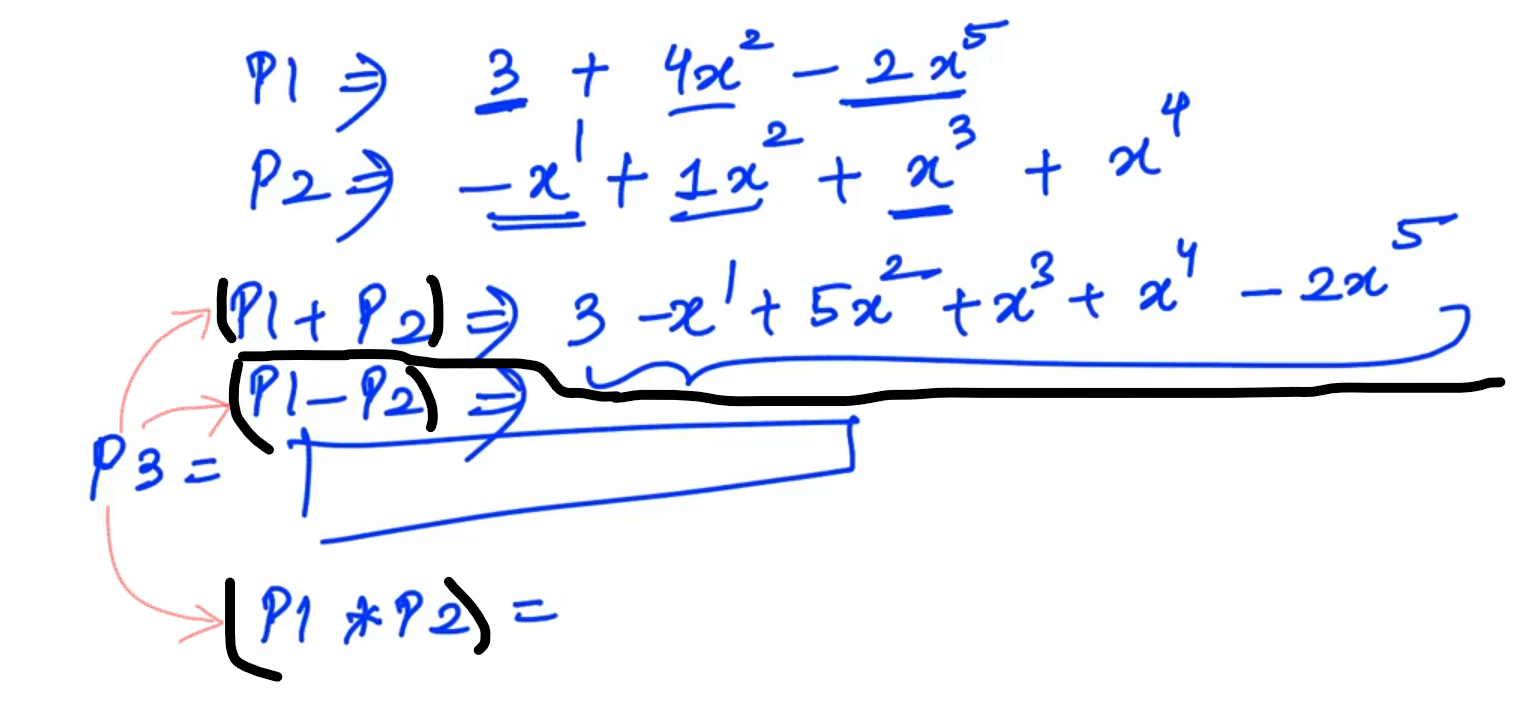 P1 ⇒ 3 + 4x² - 2x⁵
P2 ⇒ -x¹ + 1x² + x³ + x⁴
(P1 + P2) ⇒ 3 - x¹ + 5x² + x³ + x⁴ - 2x⁵
(P1 - P2) ⇒
P3 =
(P1 * P2) =